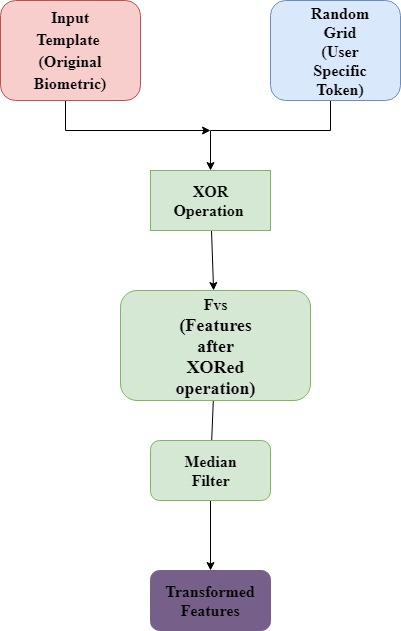 Input
Template
(Original
Biometric)
Random
Grid
(User
Specific
Token)
XOR
Operation
Fvs
(Features
after
XORed
operation)
Median
Filter
Transformed
Features